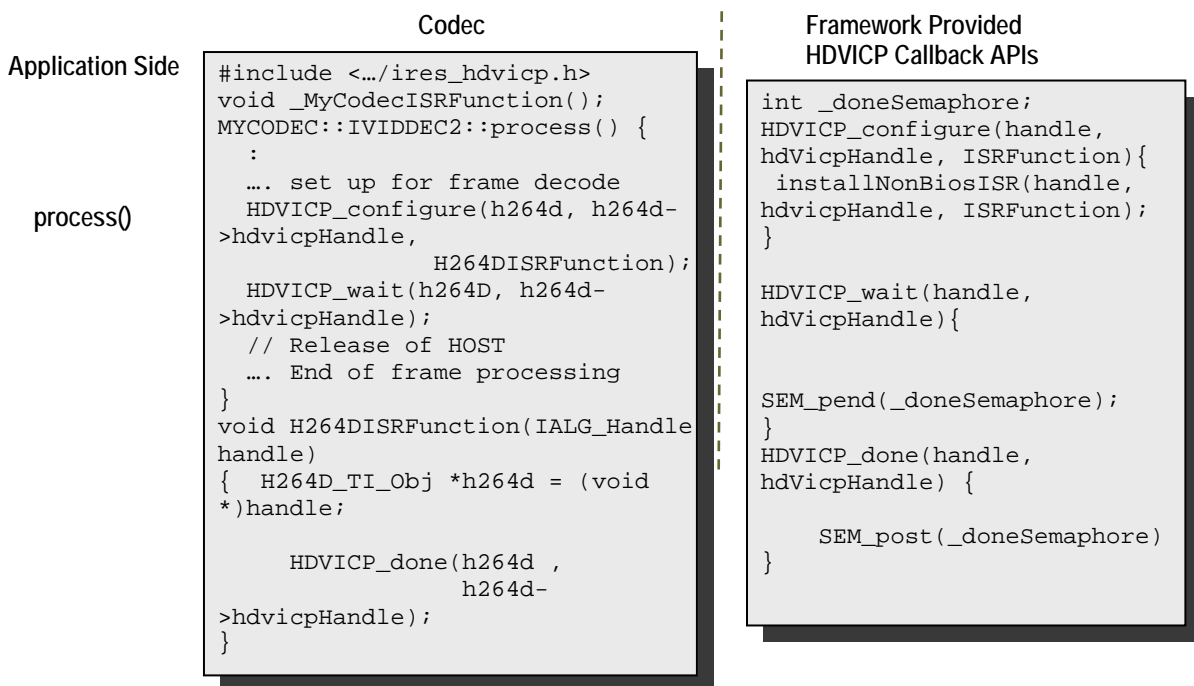 Application Side
process()
Codec
#include <…/ires_hdvicp.h>
void _MyCodecISRFunction();
MYCODEC::IVIDDEC2::process() {
:
…. set up for frame decode
HDVICP_configure(h264d, h264d-
>hdvicpHandle,
H264DISRFunction);
HDVICP_wait(h264D, h264d-
>hdvicpHandle);
// Release of HOST
…. End of frame processing
}
void H264DISRFunction(IALG_Handle
handle)
{ H264D_TI_Obj *h264d = (void
*)handle;
HDVICP_done(h264d ,
h264d-
>hdvicpHandle);
}
Framework Provided
HDVICP Callback APIs
int _doneSemaphore;
HDVICP_configure(handle,
hdVicpHandle, ISRFunction){
installNonBiosISR(handle,
hdvicpHandle, ISRFunction);
}
HDVICP_wait(handle,
hdVicpHandle){
SEM_pend(_doneSemaphore);
}
HDVICP_done(handle,
hdVicpHandle) {
SEM_post(_doneSemaphore)
}